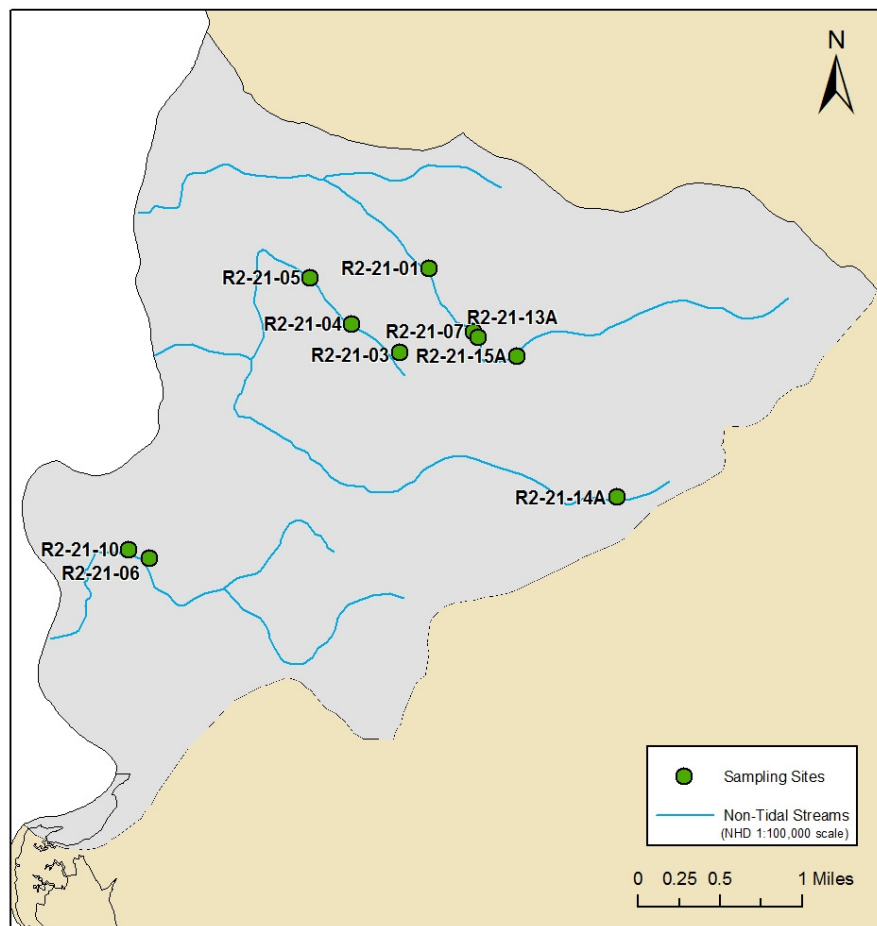 N
R2-21-01
R2-21-05
R2-21-13A
R2-21-04
R2-21-07
R2-21-03
R2-21-15A
R2-21-14A
R2-21-10
R2-21-06
Sampling Sites
Non-Tidal Streams
(NHD 1:100,000 scale)
0 0.25 0.5 1 Miles